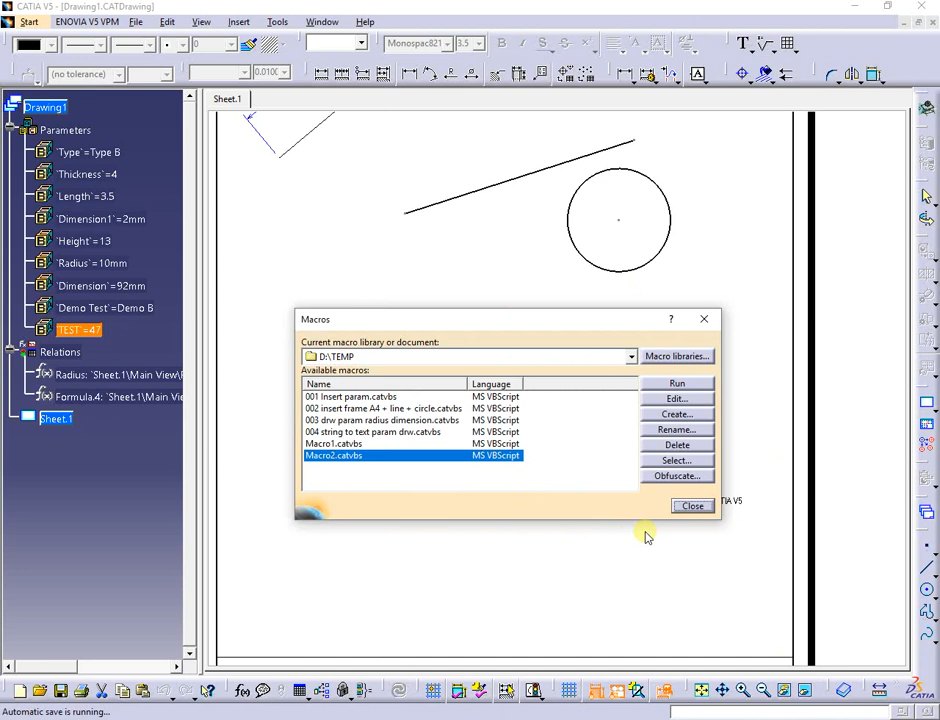 CATIA V5 - [Drawing1.CATDrawing]
Start ENOVIA V5 VPM File Edit View Insert Tools Window Help
0 Monospac821 3.5 B I S S
(no tolerance) 0.010
Drawing1
Sheet.1
Parameters
`Type`=Type B
`Thickness`=4
`Length`=3.5
`Dimension1`=2mm
`Height`=13
`Radius`=10mm
`Dimension`=92mm
`Demo Test`=Demo B
`TEST`=47
Relations
Radius: `Sheet.1\Main View\
Formula.4: `Sheet.1\Main Vie
Sheet.1
Macros
Current macro library or document:
D:\TEMP
Macro libraries...
Available macros:
Name Language
001 Insert param.catvbs MS VBScript
002 insert frame A4 + line + circle.catvbs MS VBScript
003 drw param radius dimension.catvbs MS VBScript
004 string to text param drw.catvbs MS VBScript
Macro1.catvbs MS VBScript
Macro2.catvbs MS VBScript
Run
Edit...
Create...
Rename...
Delete
Select...
Obfuscate...
Close
TIA V5
Automatic save is running...